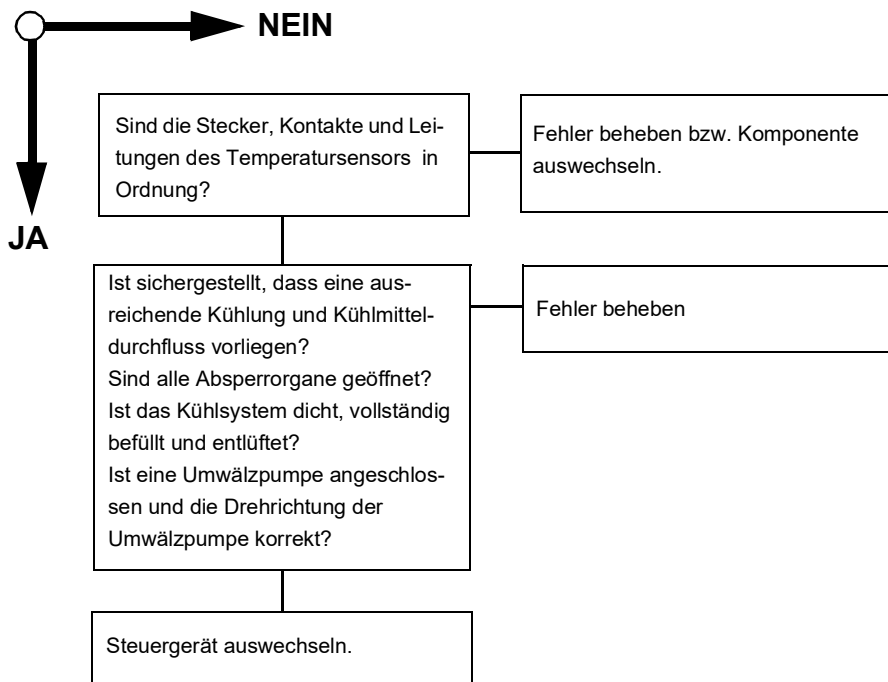 NEIN
JA
Sind die Stecker, Kontakte und Lei-
tungen des Temperatursensors in
Ordnung?
Fehler beheben bzw. Komponente
auswechseln.
Ist sichergestellt, dass eine aus-
reichende Kühlung und Kühlmittel-
durchfluss vorliegen?
Sind alle Absperrorgane geöffnet?
Ist das Kühlsystem dicht, vollständig
befüllt und entlüftet?
Ist eine Umwälzpumpe angeschlos-
sen und die Drehrichtung der
Umwälzpumpe korrekt?
Fehler beheben
Steuergerät auswechseln.